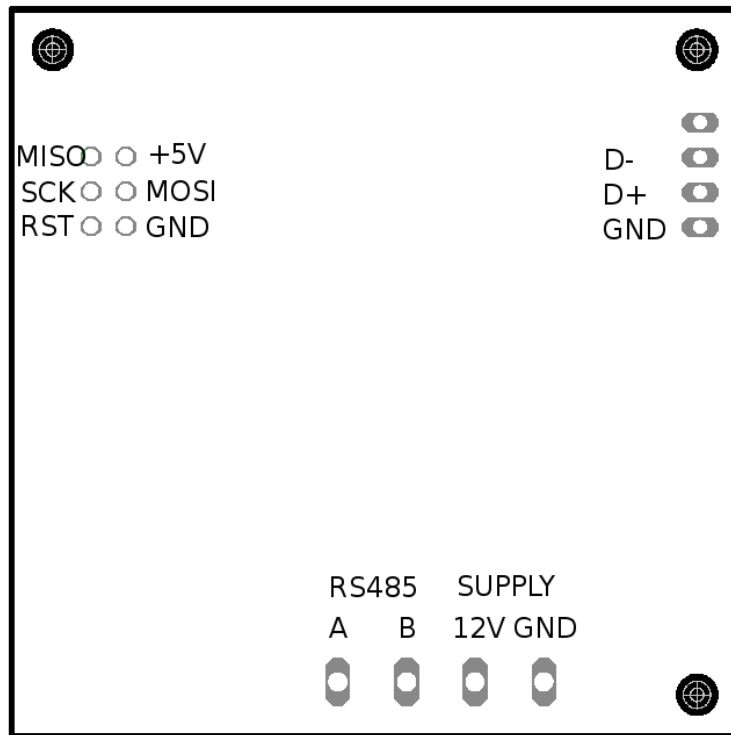 MISO +5V D-
SCK MOSI D+
RST GND GND
RS485 SUPPLY
A B 12V GND